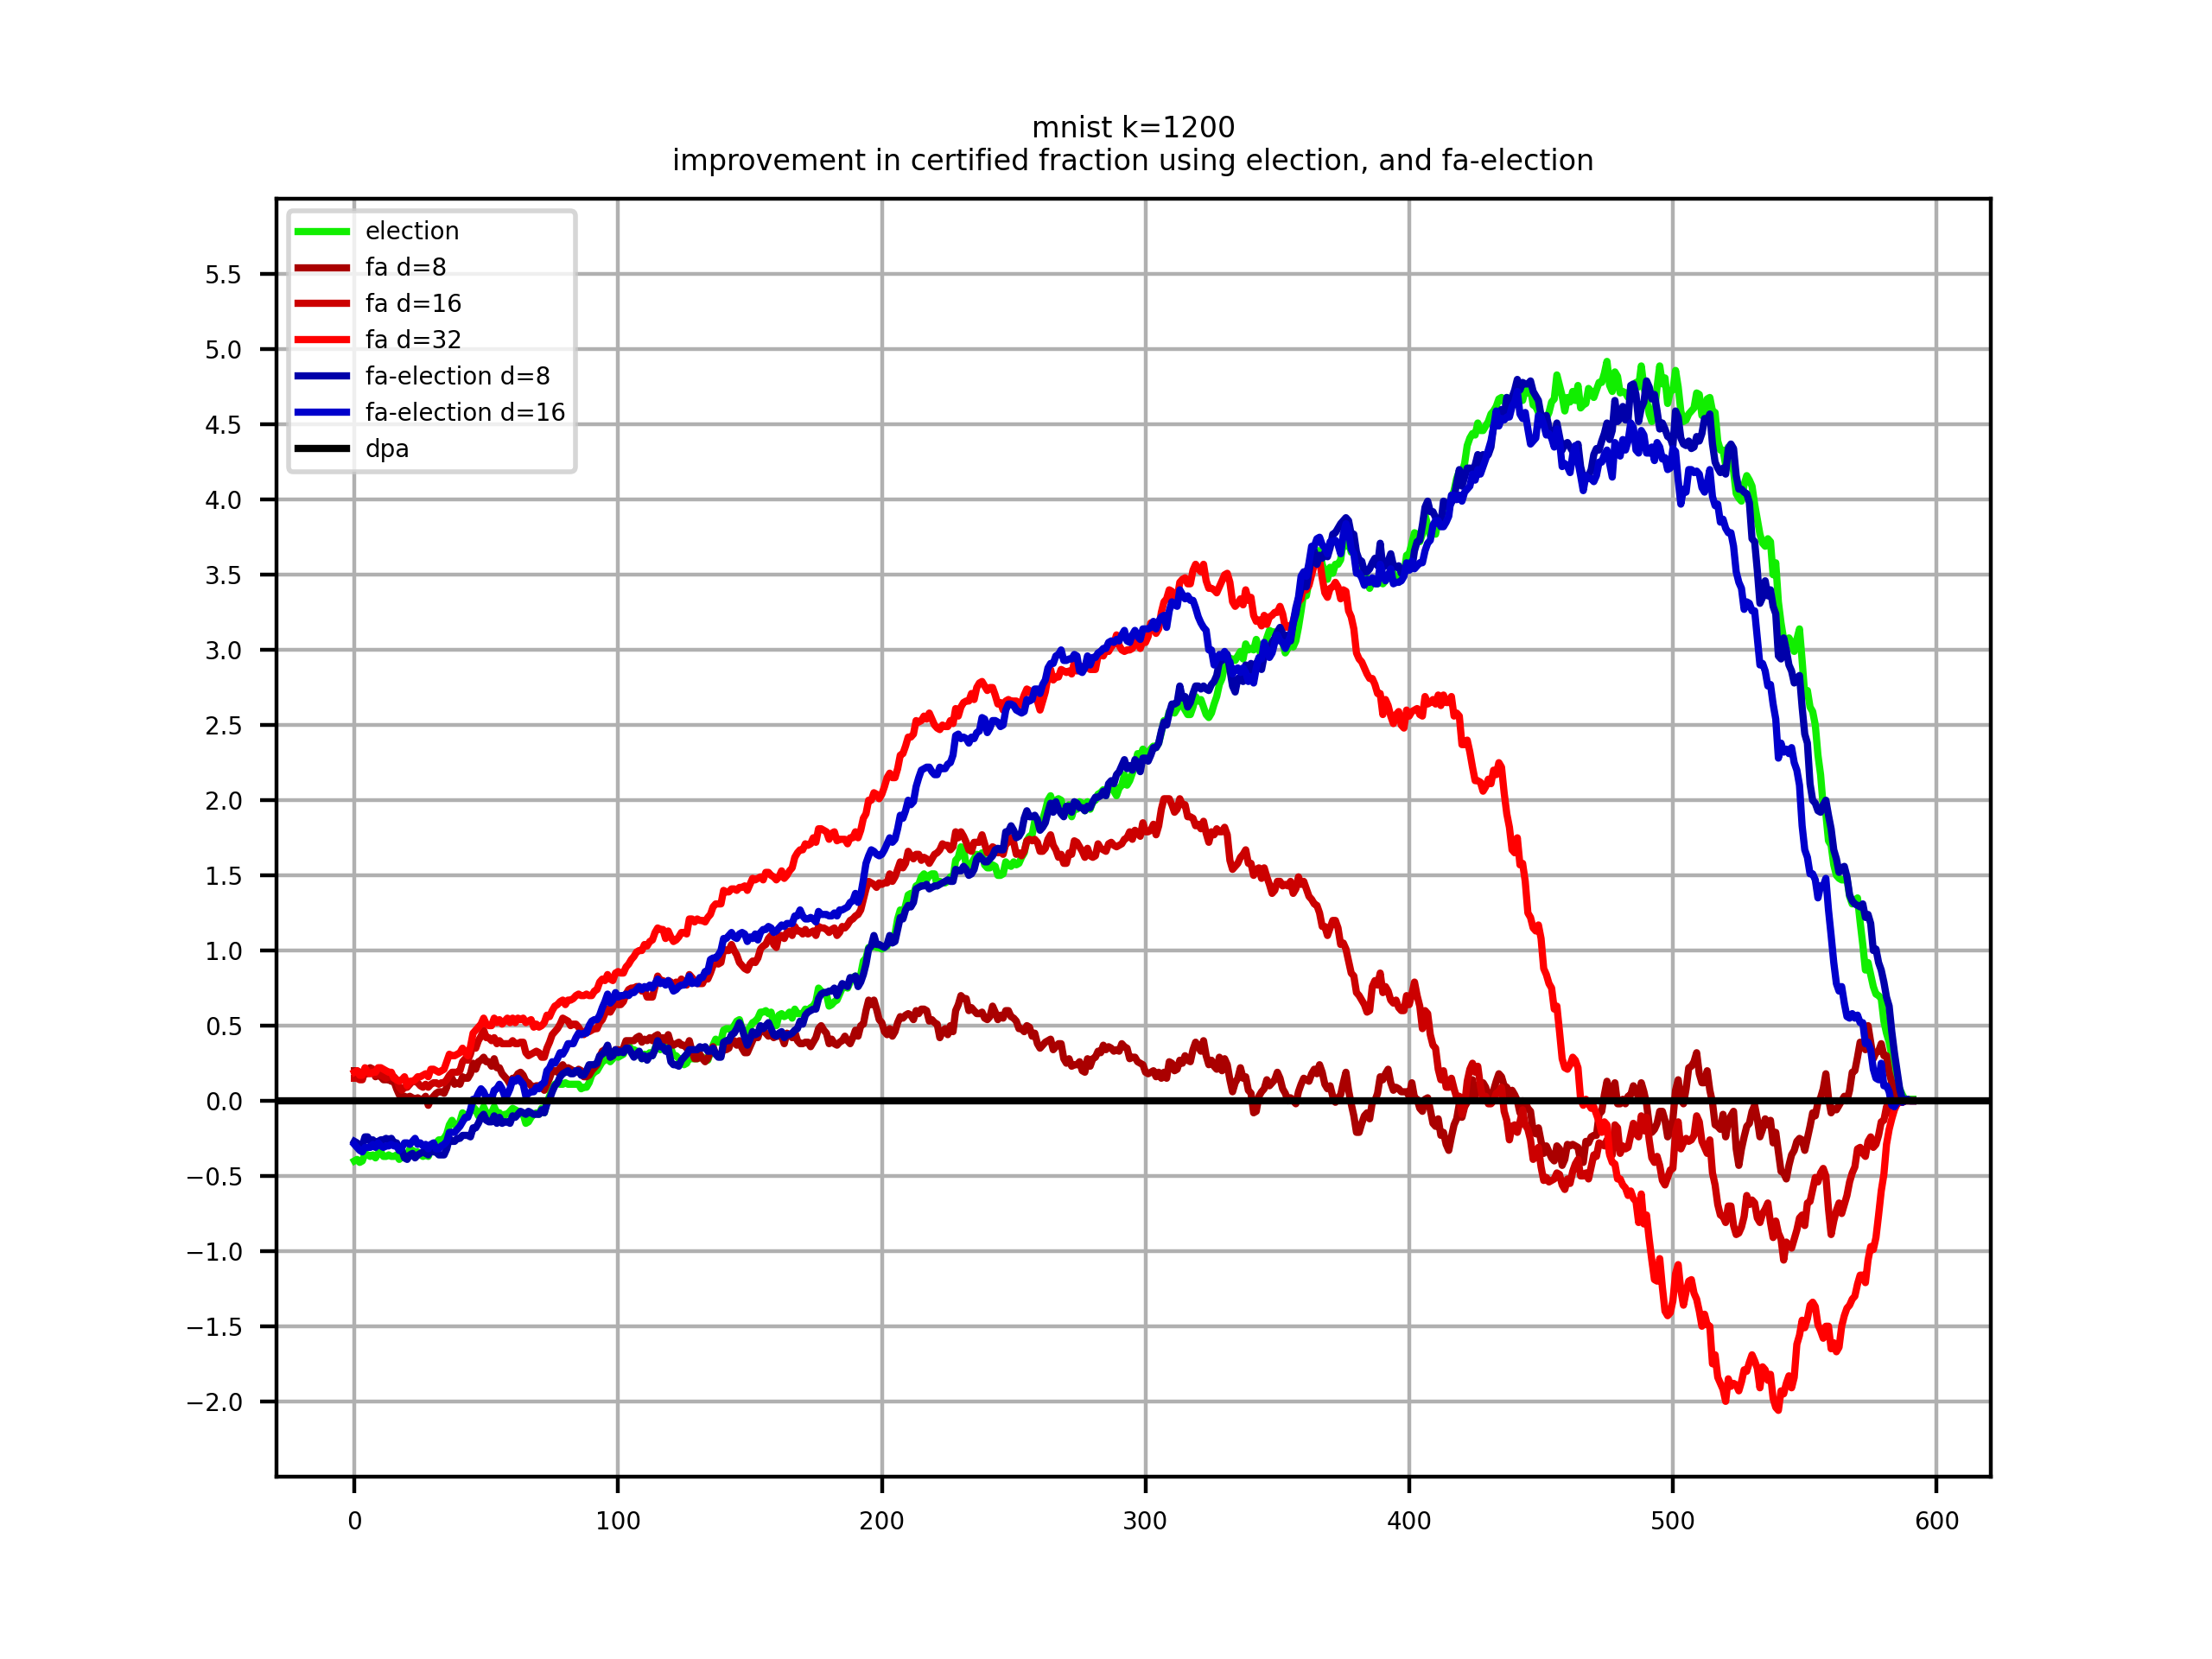 mnist k=1200
improvement in certified fraction using election, and fa-election
election
fa d=8
fa d=16
fa d=32
fa-election d=8
fa-election d=16
dpa
5.5
5.0
4.5
4.0
3.5
3.0
2.5
2.0
1.5
1.0
0.5
0.0
−0.5
−1.0
−1.5
−2.0
0 100 200 300 400 500 600